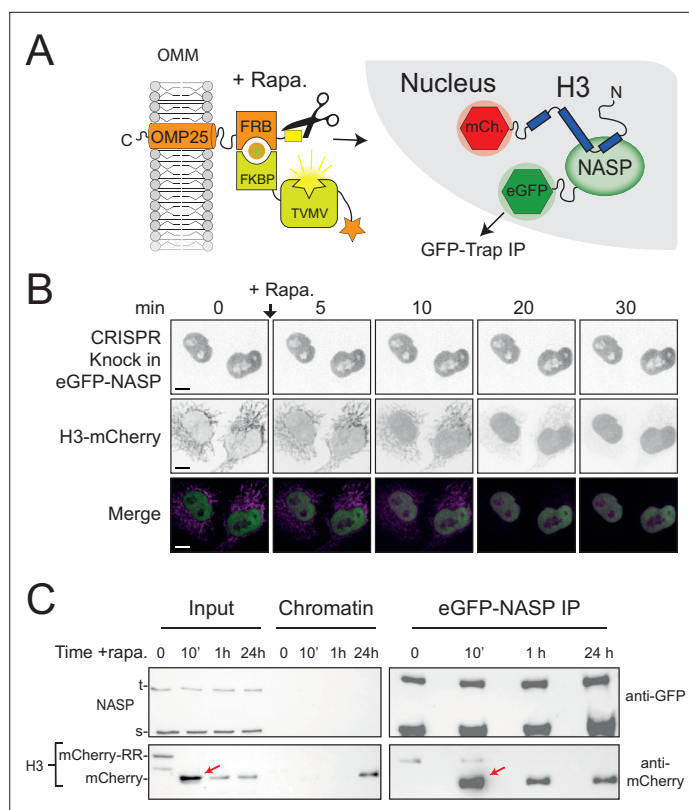 A
OMM
+ Rapa.
C
OMP25
FRB
FKBP
TVMV
Nucleus
H3
N
mCh.
NASP
eGFP
GFP-Trap IP
B
+ Rapa.
min 0 5 10 20 30
CRISPR
Knock in
eGFP-NASP
H3-mCherry
Merge
C
Input Chromatin eGFP-NASP IP
Time +rapa. 0 10' 1h 24h 0 10' 1h 24h 0 10' 1 h 24 h
t-
NASP
s-
anti-GFP
H3
mCherry-RR-
mCherry-
anti-
mCherry